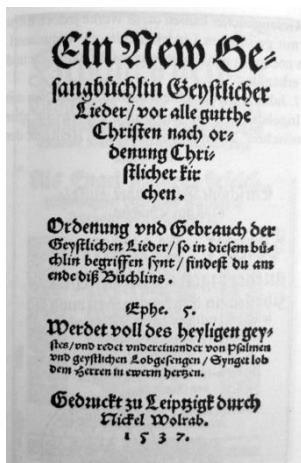 Ein New Ge⸗
sangbüchlin Geystlicher
Lieder/ vor alle gutthe
Christen nach or⸗
denung Chri⸗
stlicher kir
chen.
Ordenung vnd Gebrauch der
Geystlichen Lieder/ so in diesem bü⸗
chlin begriffen synt/ findest du am
ende diß Büchlins.
Ephe. 5.
Werdet voll des heyligen gey⸗
stes/ vnd redet vndereinander von Psalmen
vnd geystlichen Lobgesengen/ Synget lob
dem Herren in ewerm hertzen.
Gedruckt zu Leiptzigk durch
Nickel Wolrab.
1537.